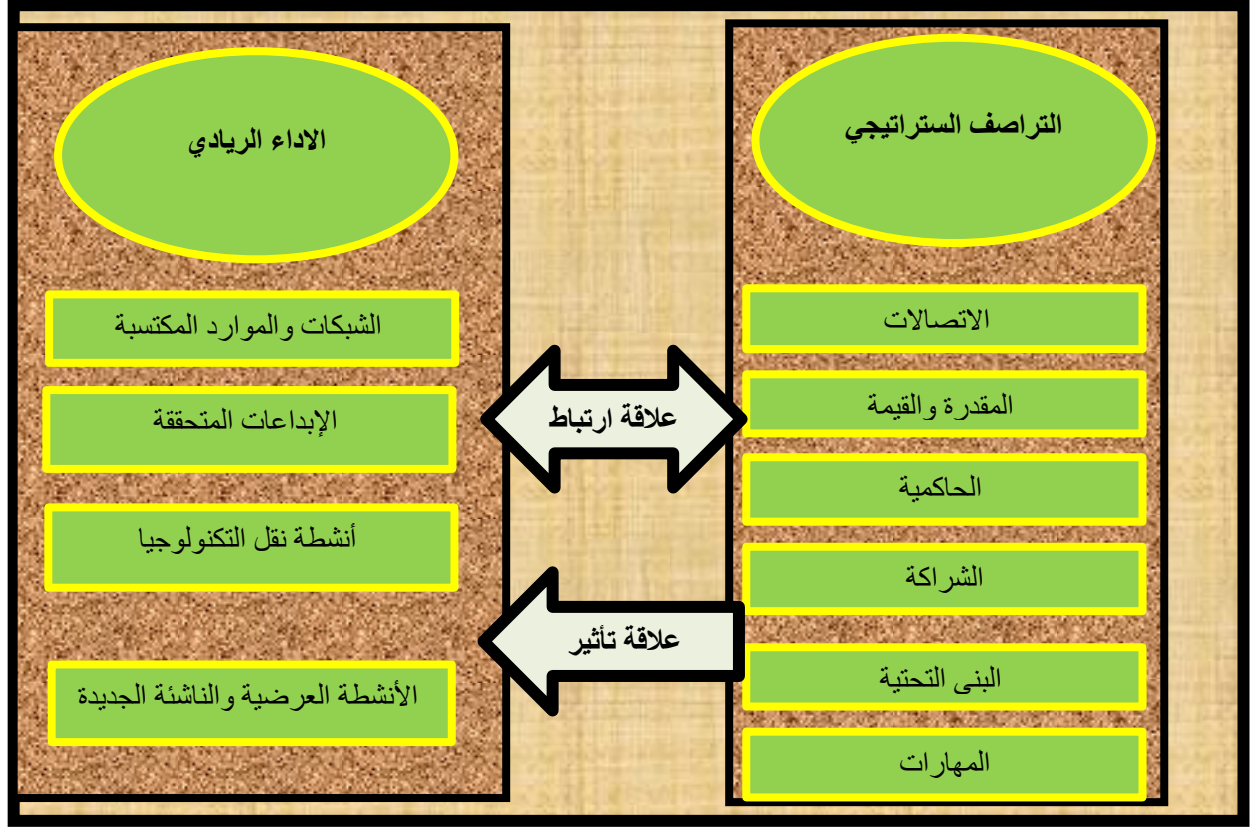 التراصف الستراتيجي
الاتصالات
المقدرة والقيمة
الحاكمية
الشراكة
البنى التحتية
المهارات
علاقة ارتباط
علاقة تأثير
الاداء الريادي
الشبكات والموارد المكتسبة
الإبداعات المتحققة
أنشطة نقل التكنولوجيا
الأنشطة العرضية والناشئة الجديدة